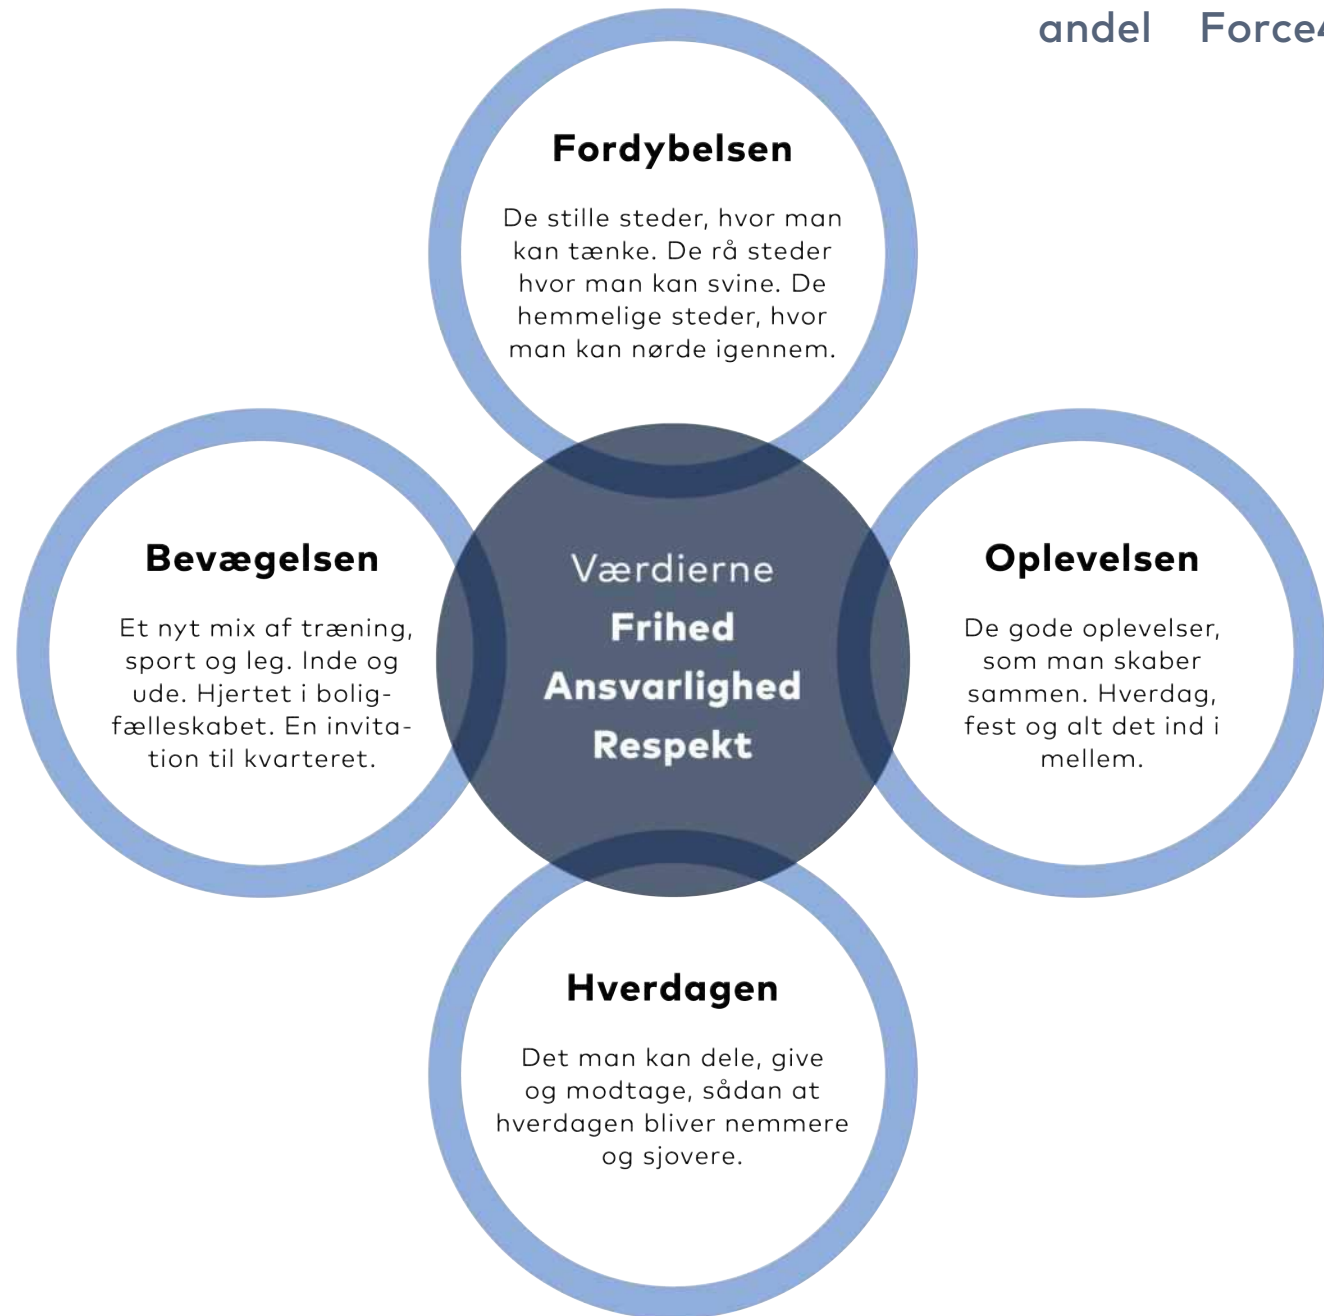 andel Force4
Fordybelsen
De stille steder, hvor man
kan tænke. De rå steder
hvor man kan svine. De
hemmelige steder, hvor
man kan nørde igennem.
Bevægelsen
Et nyt mix af træning,
sport og leg. Inde og
ude. Hjertet i bolig-
fælleskabet. En invita-
tion til kvarteret.
Værdierne
Frihed
Ansvarlighed
Respekt
Oplevelsen
De gode oplevelser,
som man skaber
sammen. Hverdag,
fest og alt det ind i
mellem.
Hverdagen
Det man kan dele, give
og modtage, sådan at
hverdagen bliver nemmere
og sjovere.